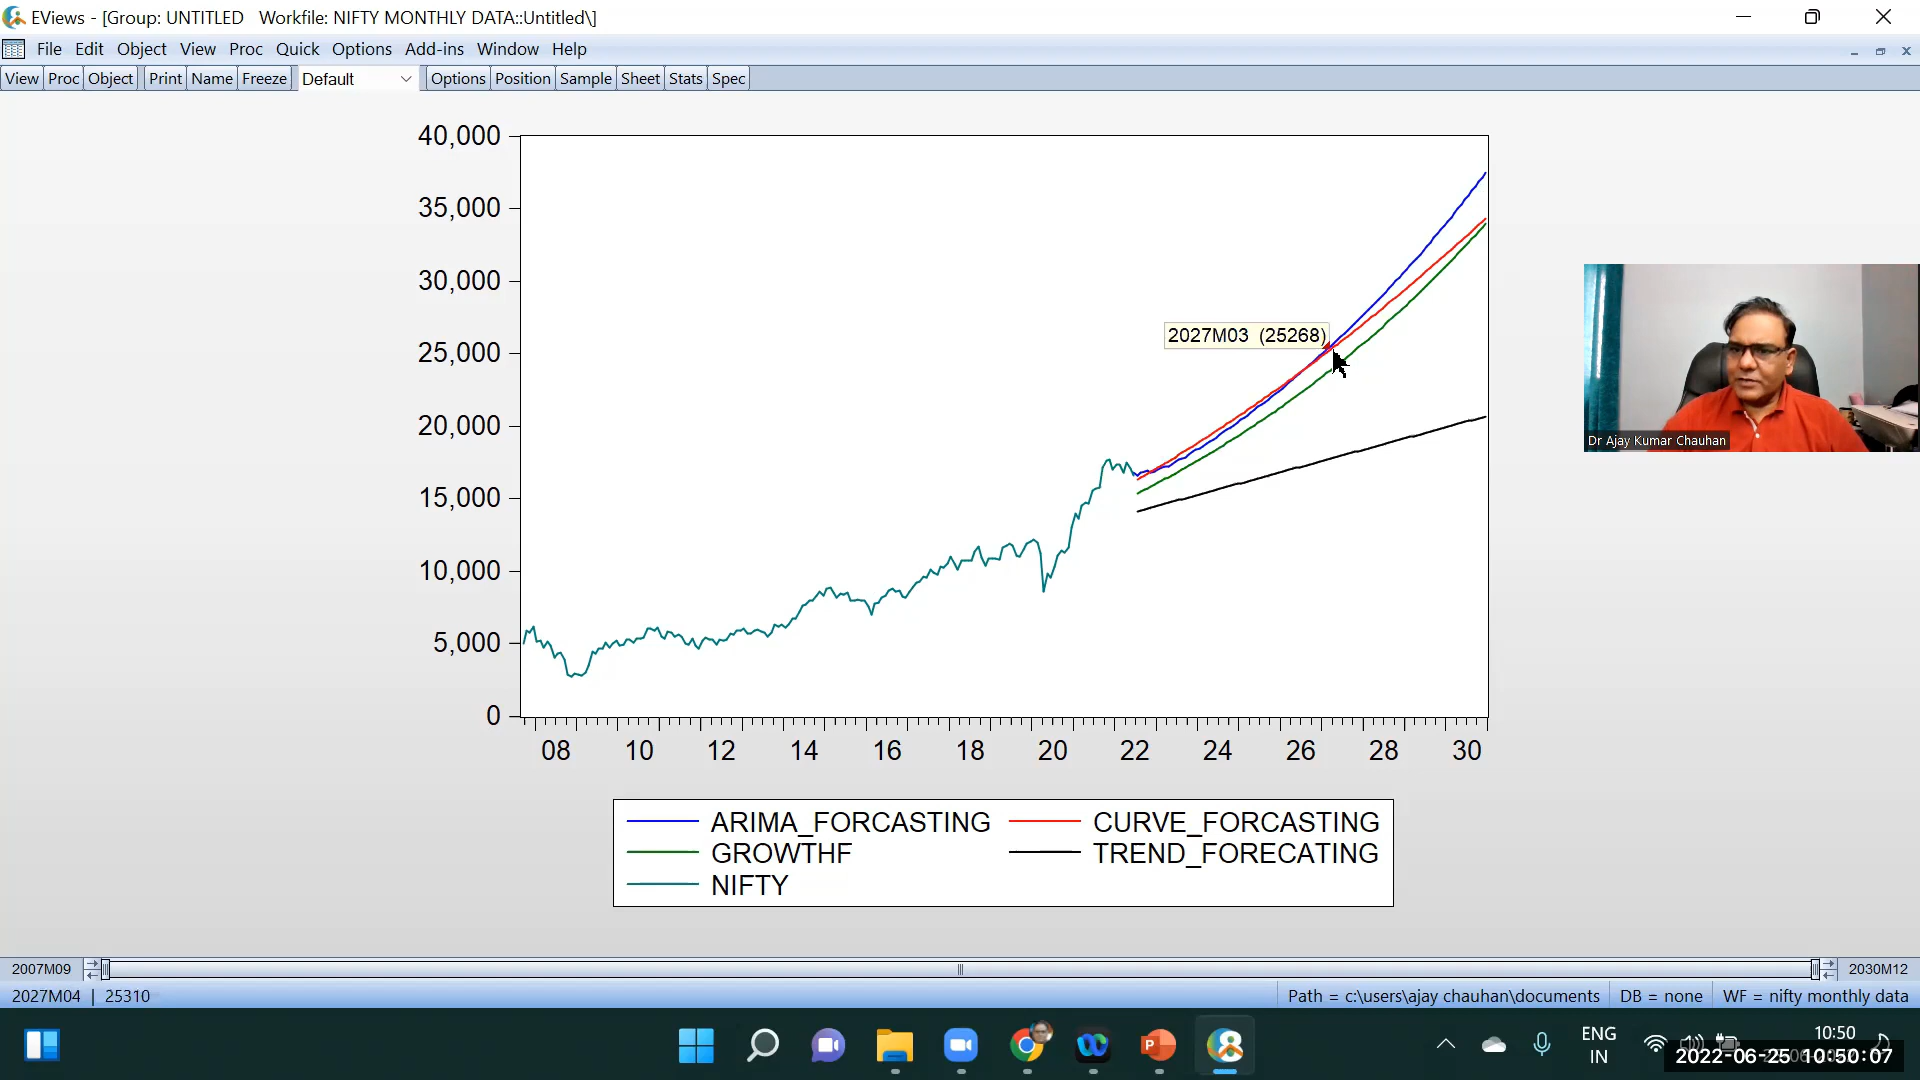 EViews - [Group: UNTITLED   Workfile: NIFTY MONTHLY DATA::Untitled\]
File Edit Object View Proc Quick Options Add-ins Window Help
View Proc Object Print Name Freeze Default Options Position Sample Sheet Stats Spec
40,000
35,000
30,000
25,000
20,000
15,000
10,000
5,000
0
2027M03 (25268)
Dr Ajay Kumar Chauhan
08 10 12 14 16 18 20 22 24 26 28 30
ARIMA_FORCASTING CURVE_FORCASTING
GROWTHF TREND_FORECATING
NIFTY
2007M09 2030M12
2027M04 | 25310 Path = c:\users\ajay chauhan\documents DB = none WF = nifty monthly data
ENG
IN
10:50
2022-06-25 10:50:07